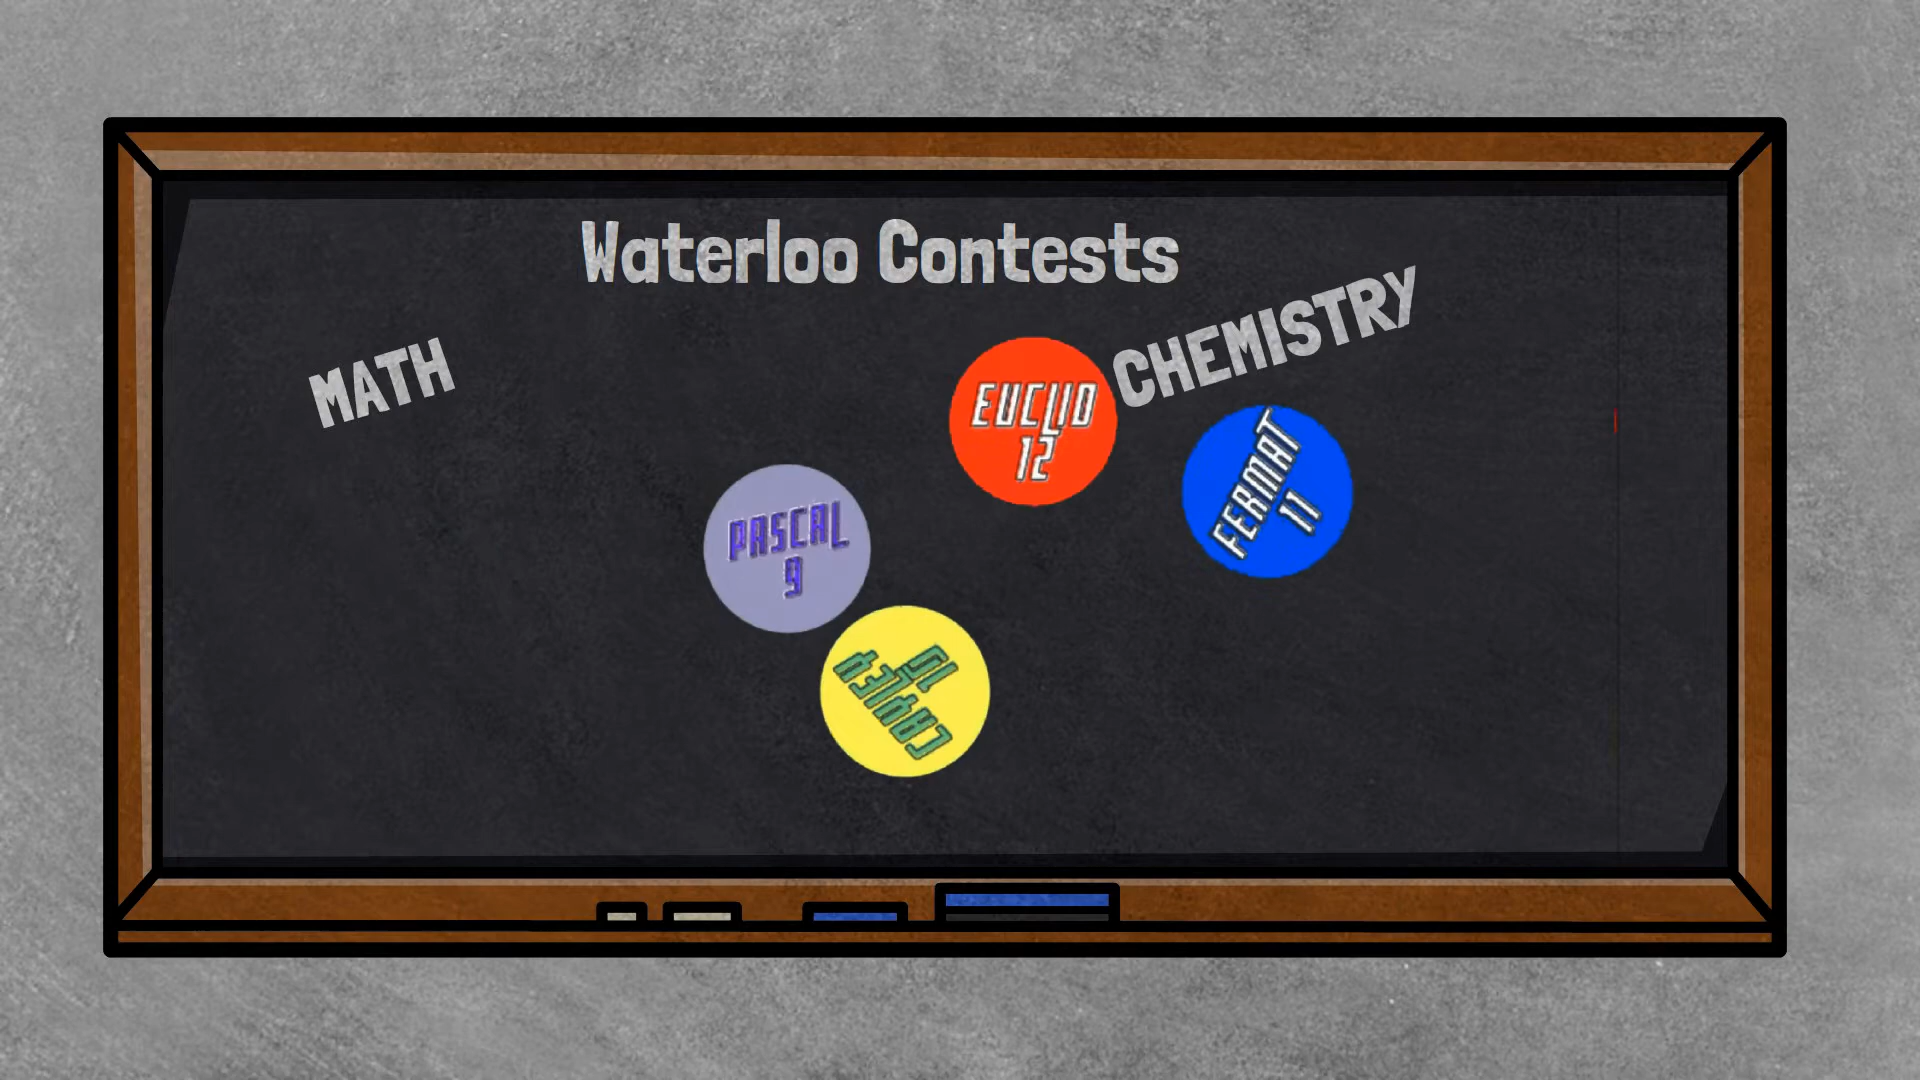 Waterloo Contests
MATH
CHEMISTRY
EUCLID
12
FERMAT
11
PASCAL
9
CAYLEY
10